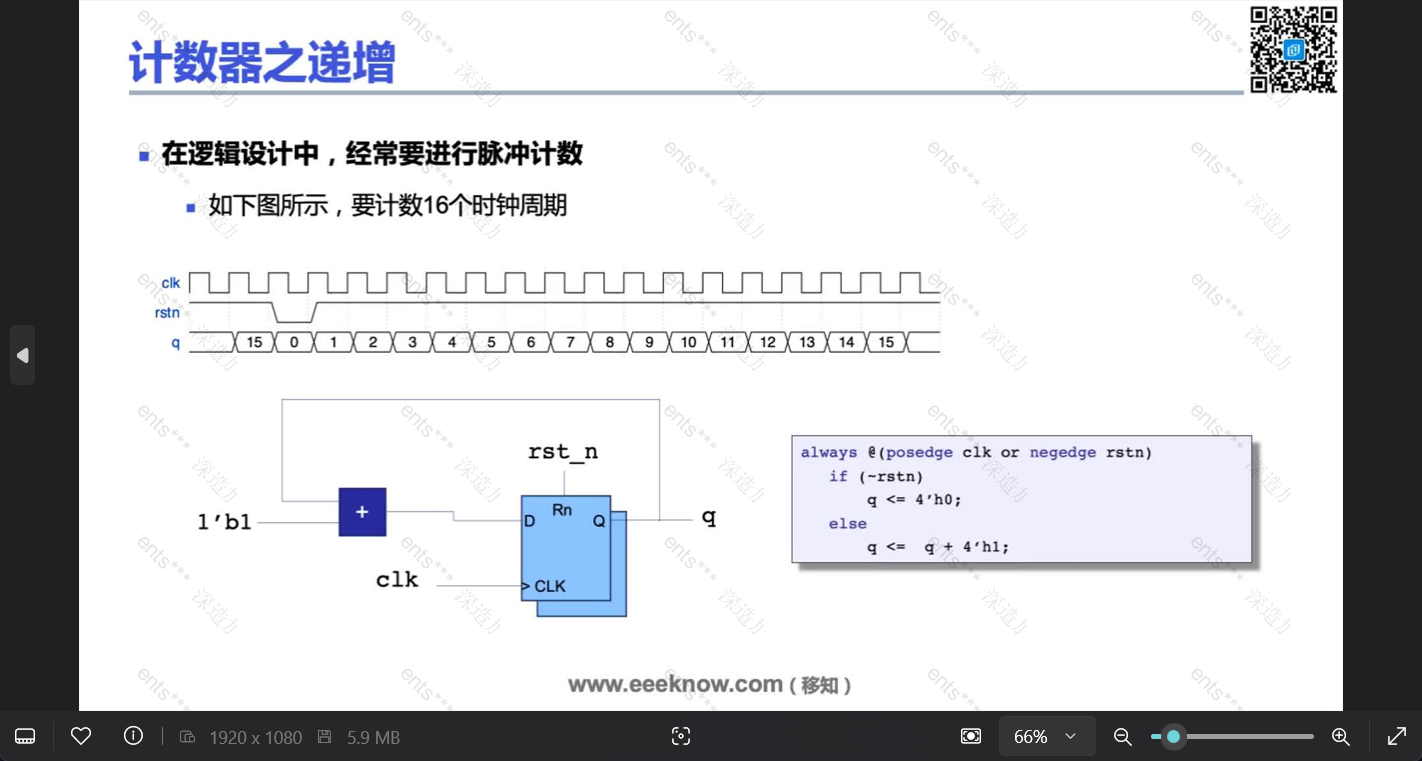 计数器之递增
在逻辑设计中，经常要进行脉冲计数
如下图所示，要计数16个时钟周期
clk
rstn
q 15 0 1 2 3 4 5 6 7 8 9 10 11 12 13 14 15
rst_n
1’b1 + D Rn Q q
clk > CLK
always @(posedge clk or negedge rstn)
if (~rstn)
q <= 4’h0;
else
q <= q + 4’h1;
www.eeeknow.com ( 移知 )
ents*** 深造力
1920 x 1080 5.9 MB 66%